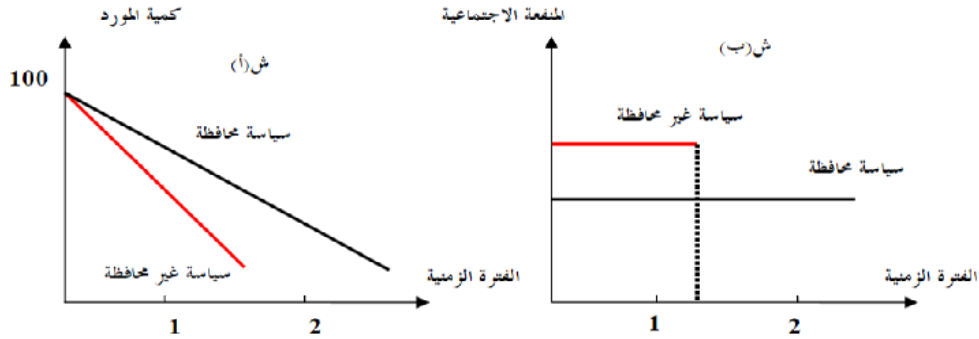 المنفعة الاجتماعية
كمية المورد
ش(ب)
ش(أ)
100
سياسة غير محافظة
سياسة محافظة
سياسة محافظة
سياسة غير محافظة
الفترة الزمنية
الفترة الزمنية
1
2
1
2